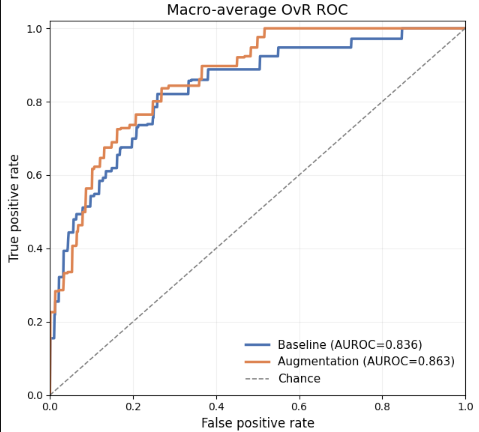 Macro-average OvR ROC
1.0
0.8
0.6
0.4
0.2
0.0
True positive rate
Baseline (AUROC=0.836)
Augmentation (AUROC=0.863)
Chance
0.0 0.2 0.4 0.6 0.8 1.0
False positive rate